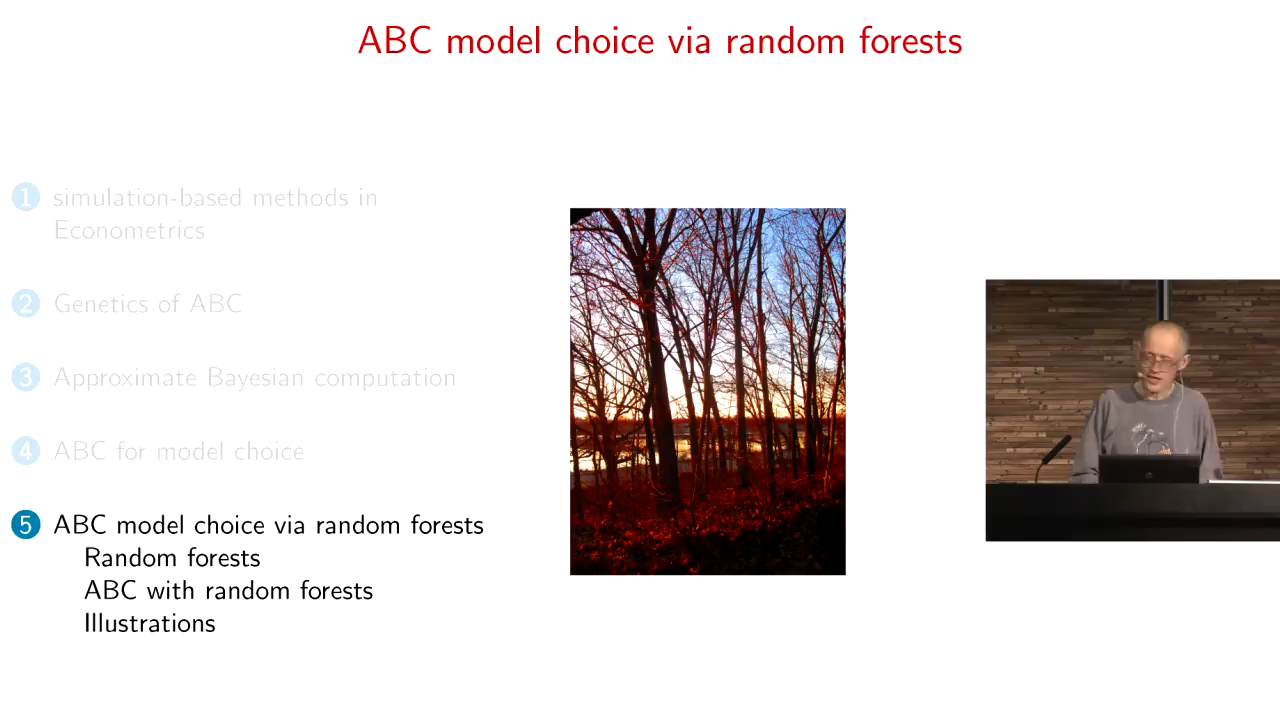 ABC model choice via random forests
1 simulation-based methods in
Econometrics
2 Genetics of ABC
3 Approximate Bayesian computation
4 ABC for model choice
5 ABC model choice via random forests
Random forests
ABC with random forests
Illustrations